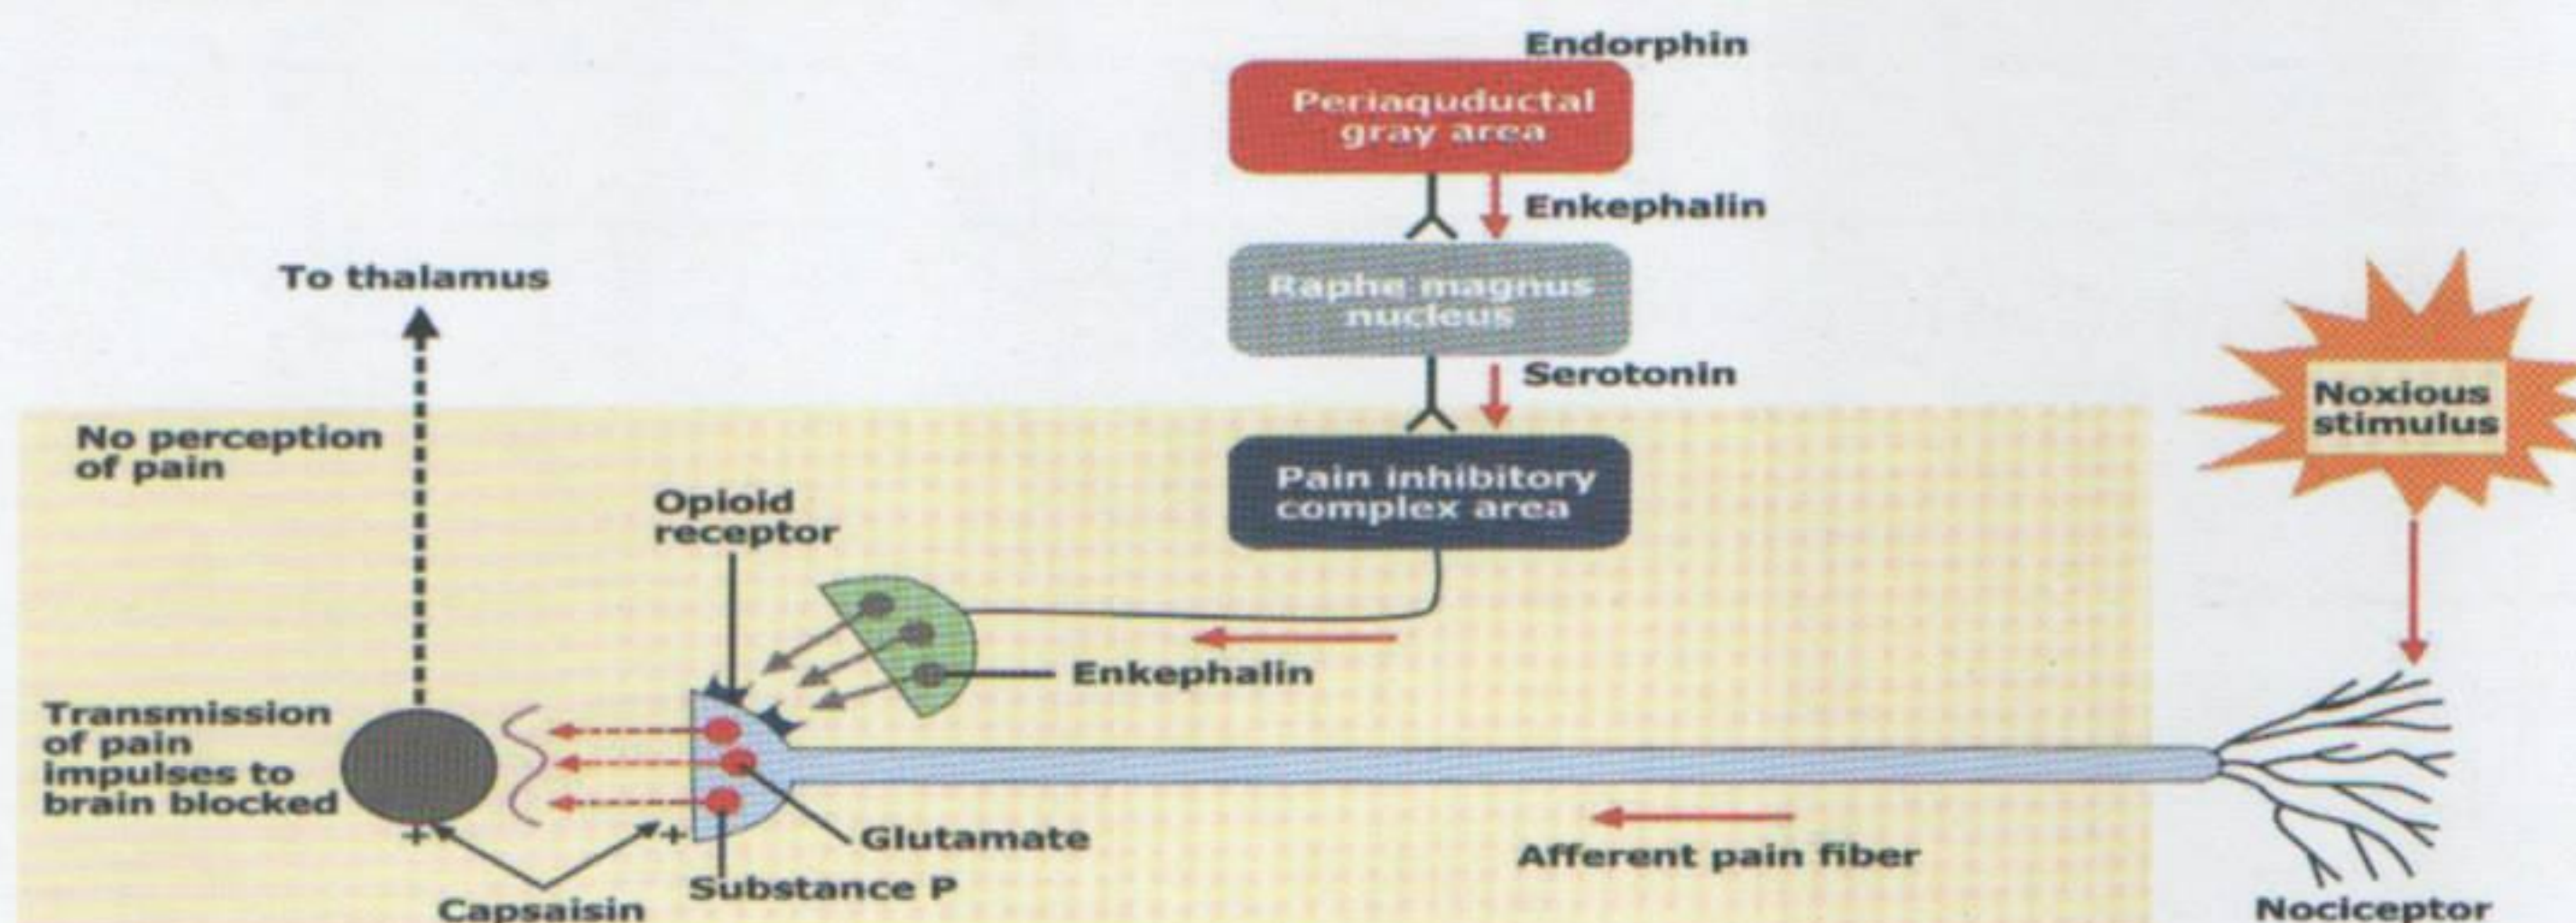 Endorphin
Periaquductal
gray area
Enkephalin
To thalamus
Raphe magnus
nucleus
Serotonin
Noxious
stimulus
No perception
of pain
Pain inhibitory
complex area
Opioid
receptor
Enkephalin
Transmission
of pain
impulses to
brain blocked
+
+
Glutamate
Afferent pain fiber
Substance P
Capsaisin
Nociceptor